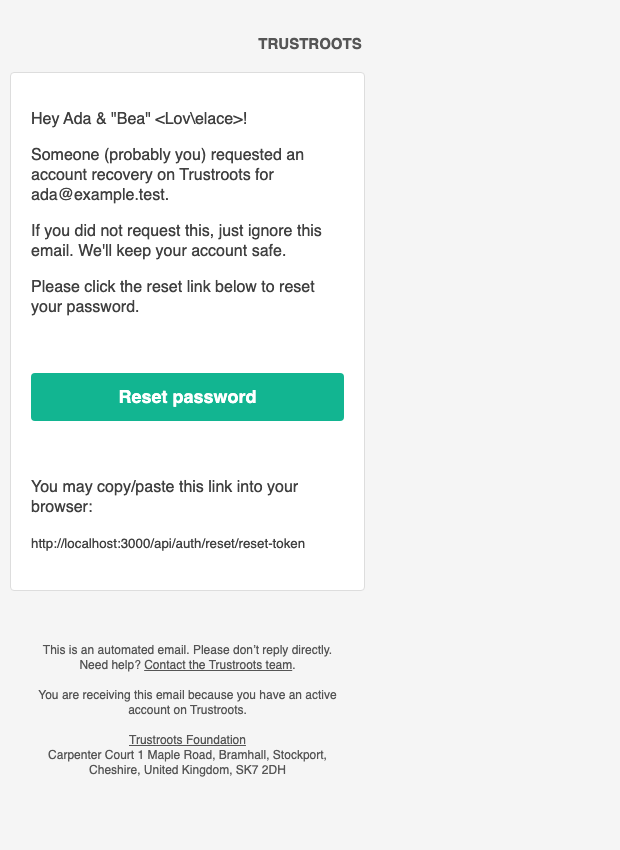 TRUSTROOTS
Hey Ada & "Bea" <Lov\elace>!
Someone (probably you) requested an
account recovery on Trustroots for
ada@example.test.
If you did not request this, just ignore this
email. We'll keep your account safe.
Please click the reset link below to reset
your password.
Reset password
You may copy/paste this link into your
browser:
http://localhost:3000/api/auth/reset/reset-token
This is an automated email. Please don’t reply directly.
Need help? Contact the Trustroots team.
You are receiving this email because you have an active
account on Trustroots.
Trustroots Foundation
Carpenter Court 1 Maple Road, Bramhall, Stockport,
Cheshire, United Kingdom, SK7 2DH